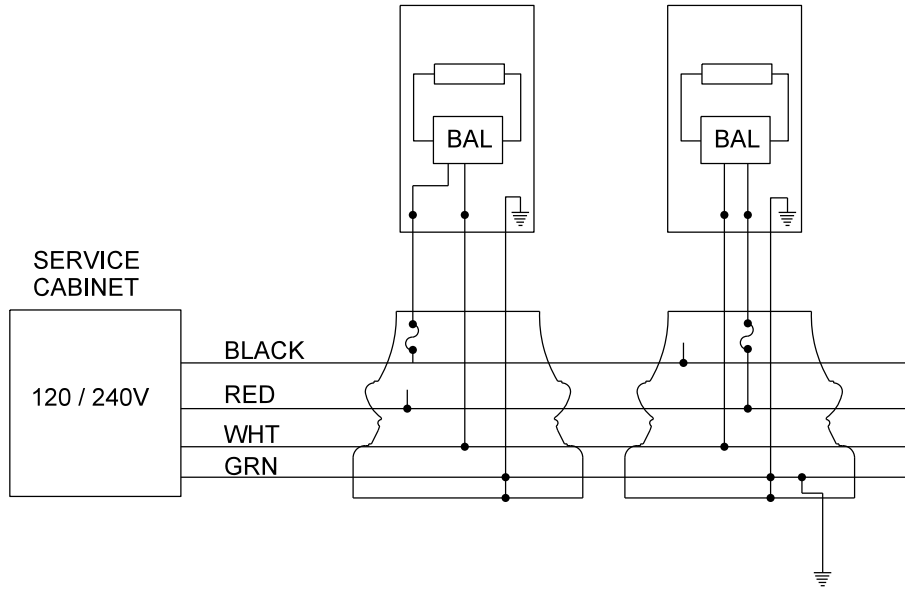 BAL
BAL
SERVICE
CABINET
120 / 240V
BLACK
RED
WHT
GRN